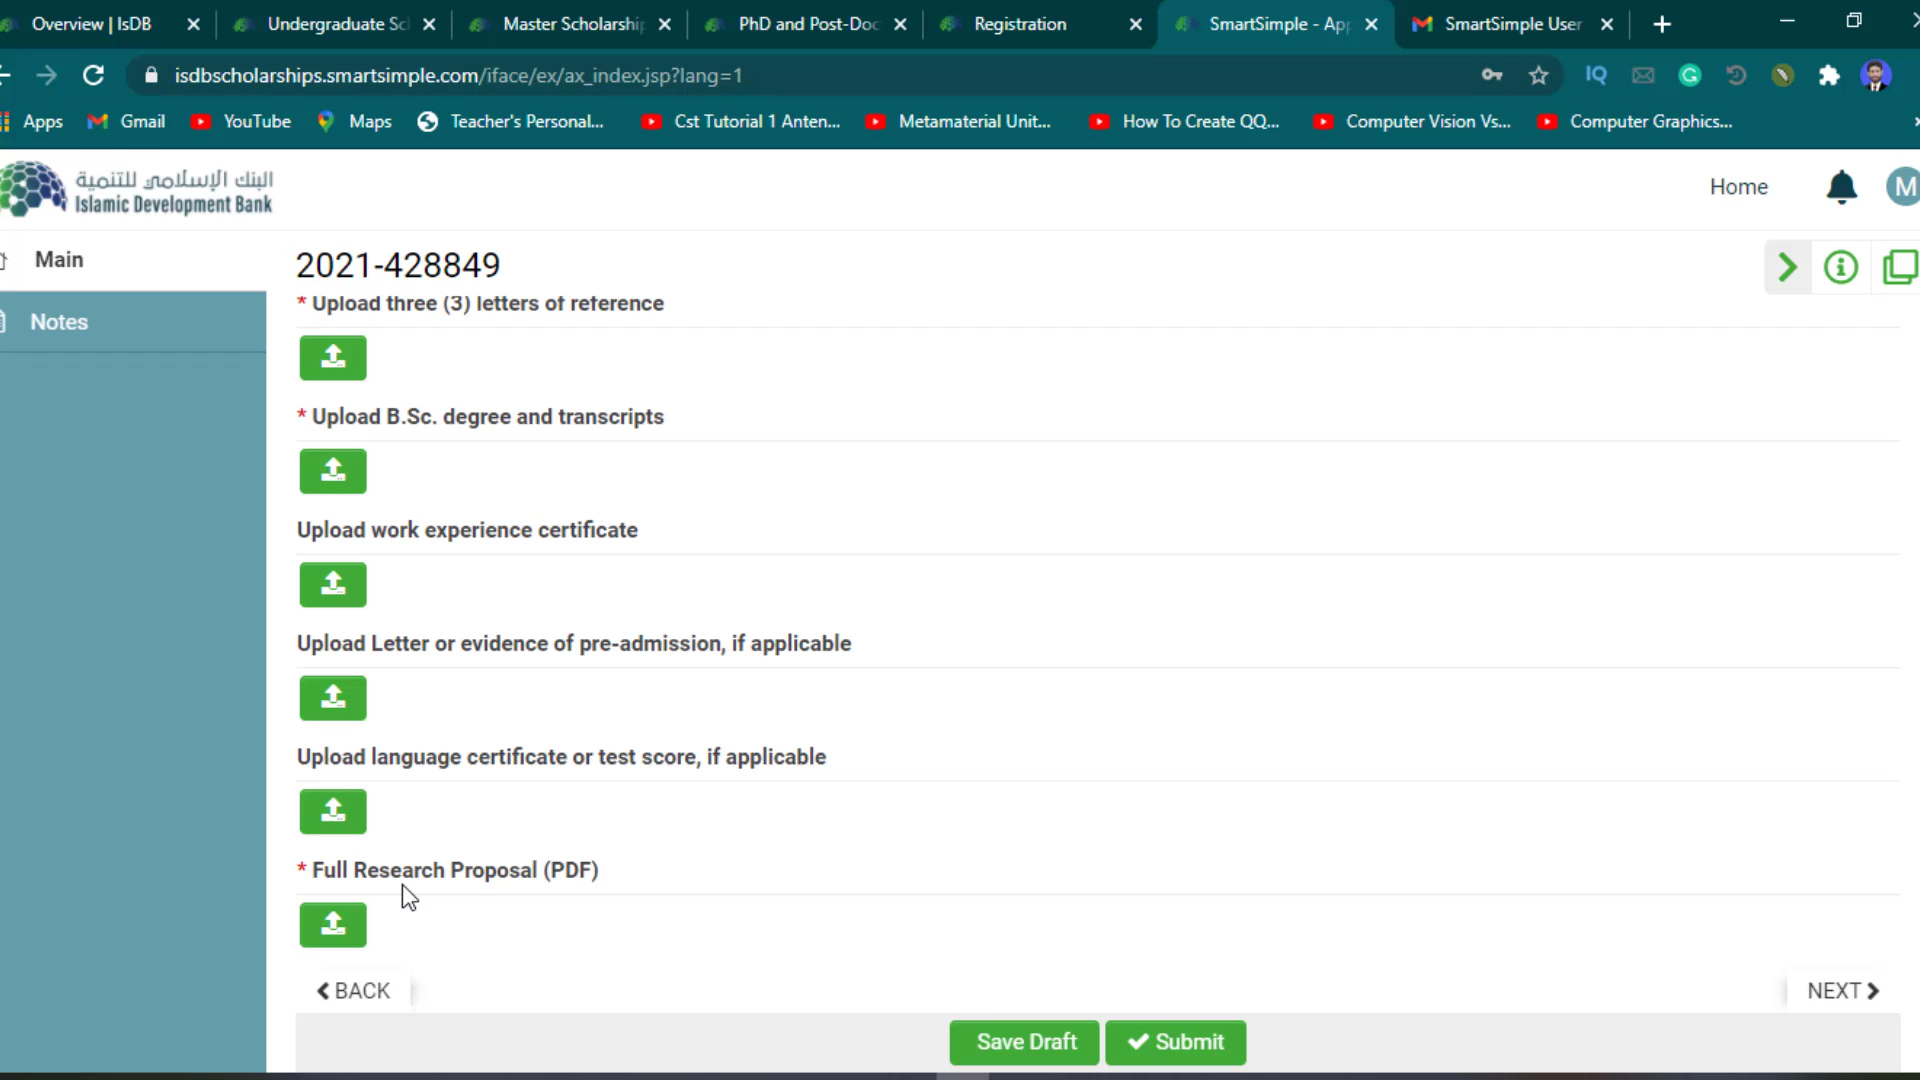 Overview | IsDB
Undergraduate Sc
Master Scholarship
PhD and Post-Doc
Registration
SmartSimple - App
SmartSimple User
isdbscholarships.smartsimple.com/iface/ex/ax_index.jsp?lang=1
IQ
Apps
Gmail
YouTube
Maps
Teacher's Personal...
Cst Tutorial 1 Anten...
Metamaterial Unit...
How To Create QQ...
Computer Vision Vs...
Computer Graphics...
البنك الإسلامي للتنمية
Islamic Development Bank
Home
M
Main
Notes
2021-428849
* Upload three (3) letters of reference
* Upload B.Sc. degree and transcripts
Upload work experience certificate
Upload Letter or evidence of pre-admission, if applicable
Upload language certificate or test score, if applicable
* Full Research Proposal (PDF)
BACK
NEXT
Save Draft
Submit